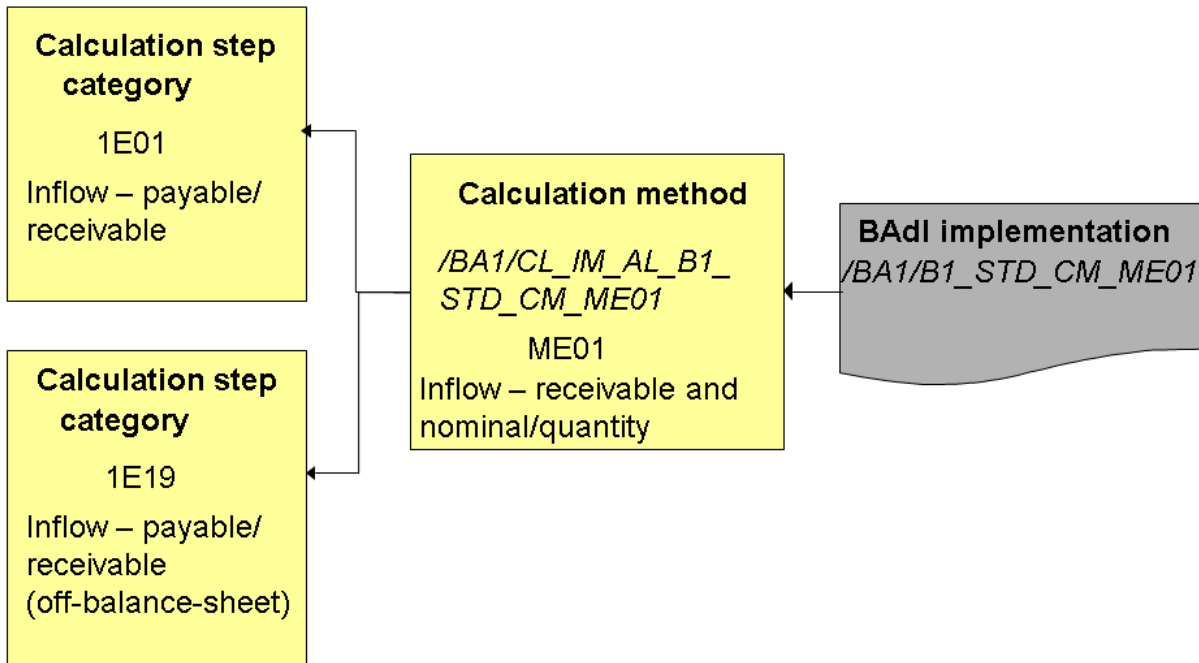 Calculation step
category
1E01
Inflow – payable/
receivable
Calculation step
category
1E19
Inflow – payable/
receivable
(off-balance-sheet)
Calculation method
/BA1/CL_IM_AL_B1_
STD_CM_ME01
ME01
Inflow – receivable and
nominal/quantity
BAdI implementation
/BA1/B1_STD_CM_ME01